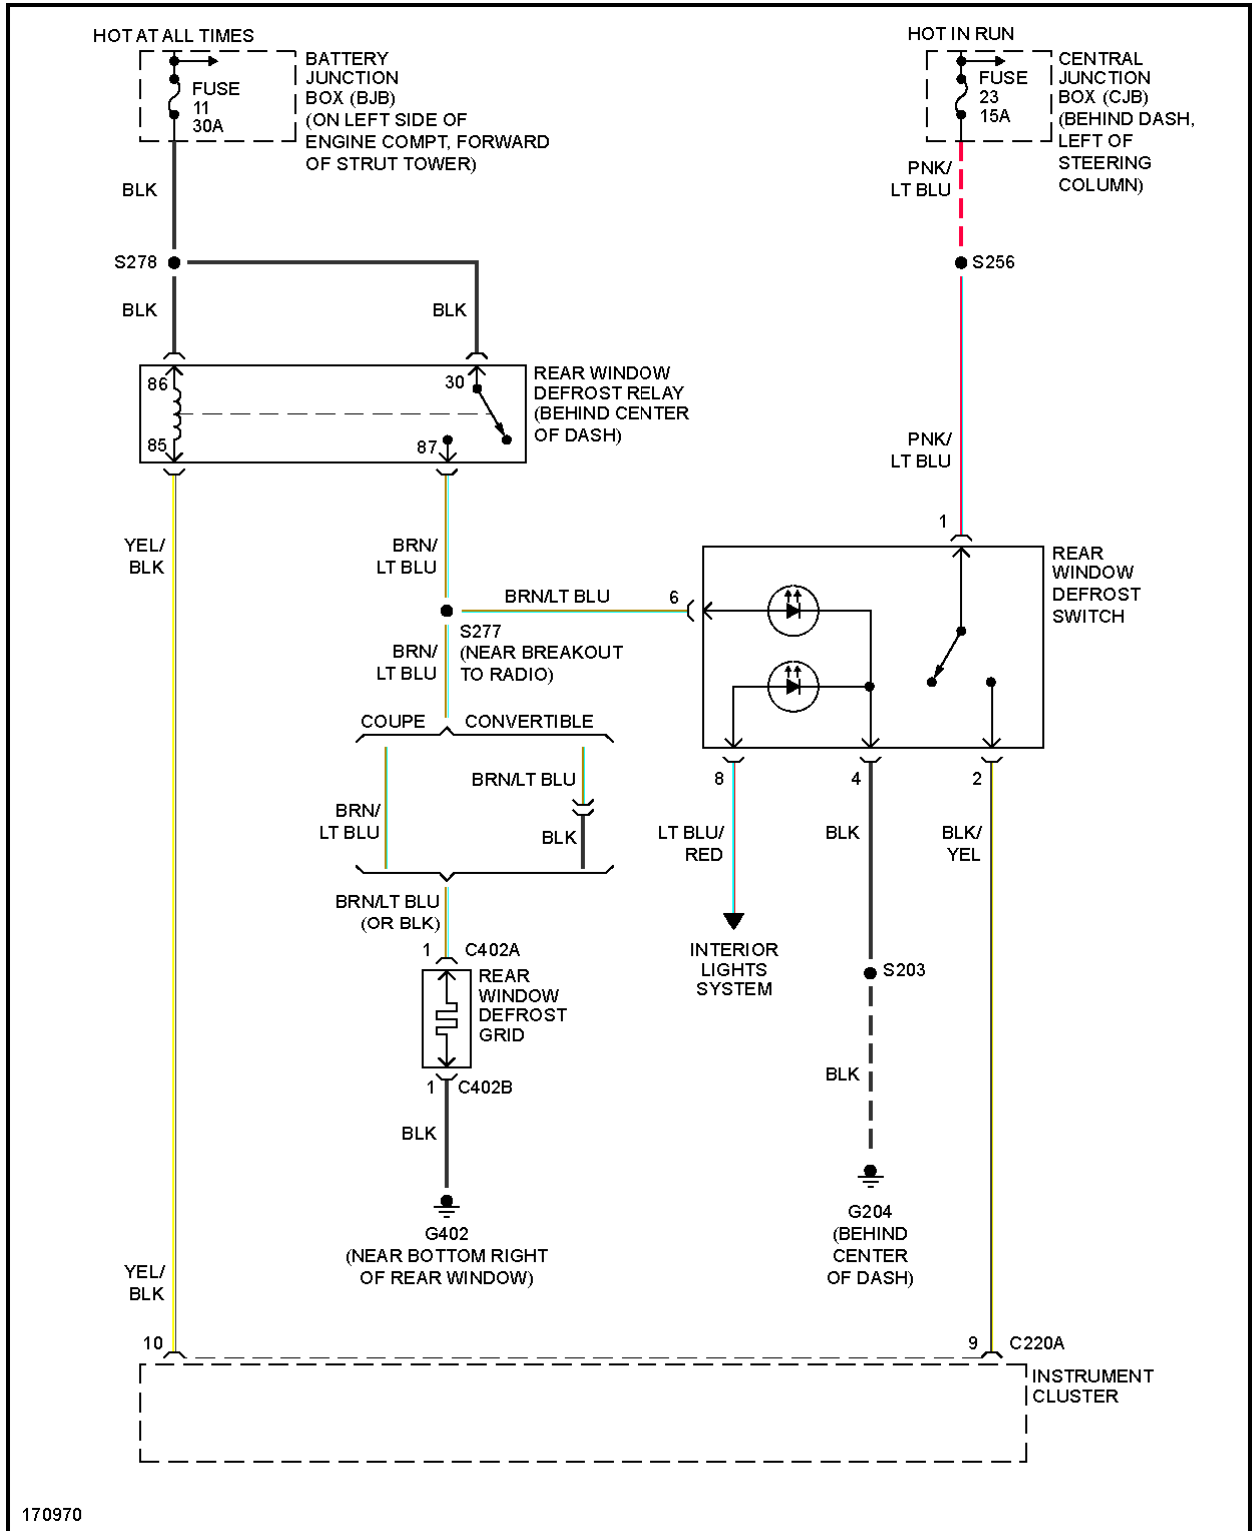 HOT AT ALL TIMES
FUSE
11
30A
BATTERY
JUNCTION
BOX (BJB)
(ON LEFT SIDE OF
ENGINE COMPT, FORWARD
OF STRUT TOWER)
HOT IN RUN
FUSE
23
15A
CENTRAL
JUNCTION
BOX (CJB)
(BEHIND DASH,
LEFT OF
STEERING
COLUMN)
BLK
PNK/
LT BLU
S278
S256
BLK
BLK
86
30
85
87
REAR WINDOW
DEFROST RELAY
(BEHIND CENTER
OF DASH)
PNK/
LT BLU
1
YEL/
BLK
BRN/
LT BLU
BRN/LT BLU
6
REAR
WINDOW
DEFROST
SWITCH
S277
(NEAR BREAKOUT
TO RADIO)
BRN/
LT BLU
COUPE
CONVERTIBLE
BRN/LT BLU
8
4
2
BRN/
LT BLU
BLK
LT BLU/
RED
BLK
BLK/
YEL
BRN/LT BLU
(OR BLK)
1
C402A
REAR
WINDOW
DEFROST
GRID
INTERIOR
LIGHTS
SYSTEM
S203
1
C402B
BLK
BLK
G402
(NEAR BOTTOM RIGHT
OF REAR WINDOW)
G204
(BEHIND
CENTER
OF DASH)
YEL/
BLK
10
9
C220A
INSTRUMENT
CLUSTER
170970